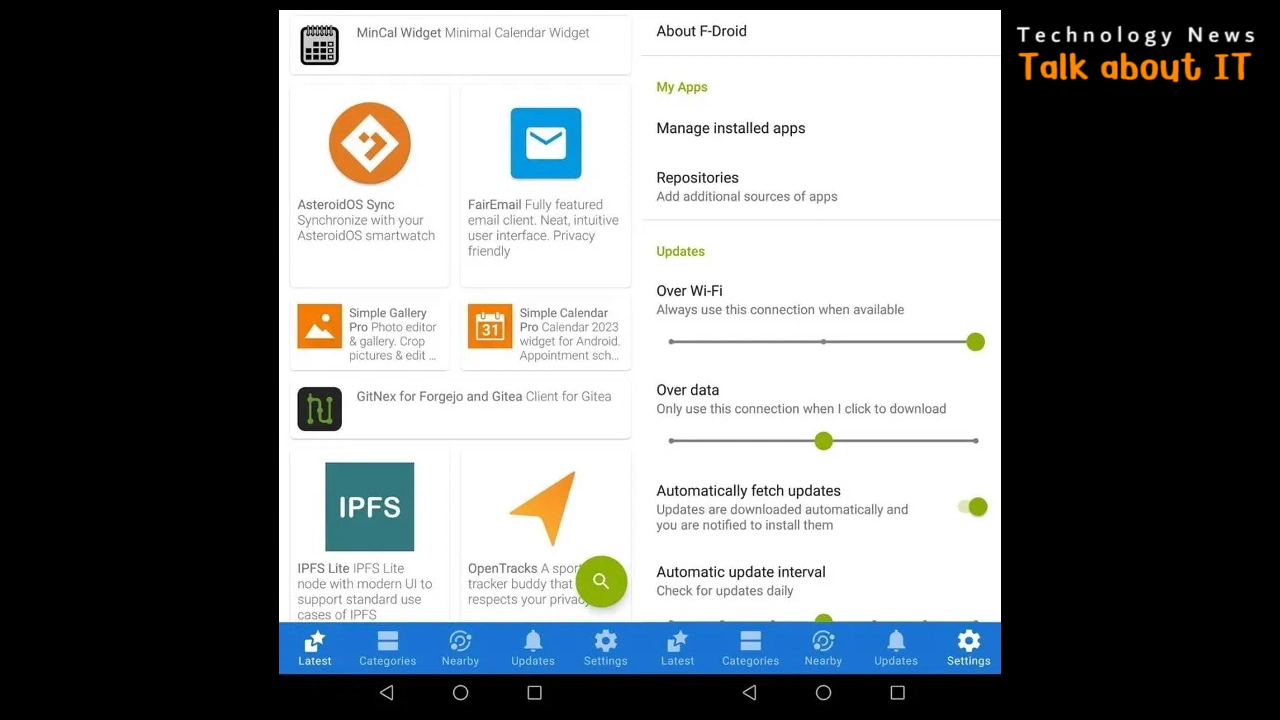 MinCal Widget Minimal Calendar Widget
AsteroidOS Sync
Synchronize with your
AsteroidOS smartwatch
FairEmail Fully featured
email client. Neat, intuitive
user interface. Privacy
friendly
Simple Gallery
Pro Photo editor
& gallery. Crop
pictures & edit ...
31
Simple Calendar
Pro Calendar 2023
widget for Android.
Appointment sch...
GitNex for Forgejo and Gitea Client for Gitea
IPFS
IPFS Lite IPFS Lite
node with modern UI to
support standard use
cases of IPFS
OpenTracks A spor
tracker buddy that
respects your privac
Latest
Categories
Nearby
Updates
Settings
About F-Droid
My Apps
Manage installed apps
Repositories
Add additional sources of apps
Updates
Over Wi-Fi
Always use this connection when available
Over data
Only use this connection when I click to download
Automatically fetch updates
Updates are downloaded automatically and
you are notified to install them
Automatic update interval
Check for updates daily
Latest
Categories
Nearby
Updates
Settings
Technology News
Talk about IT